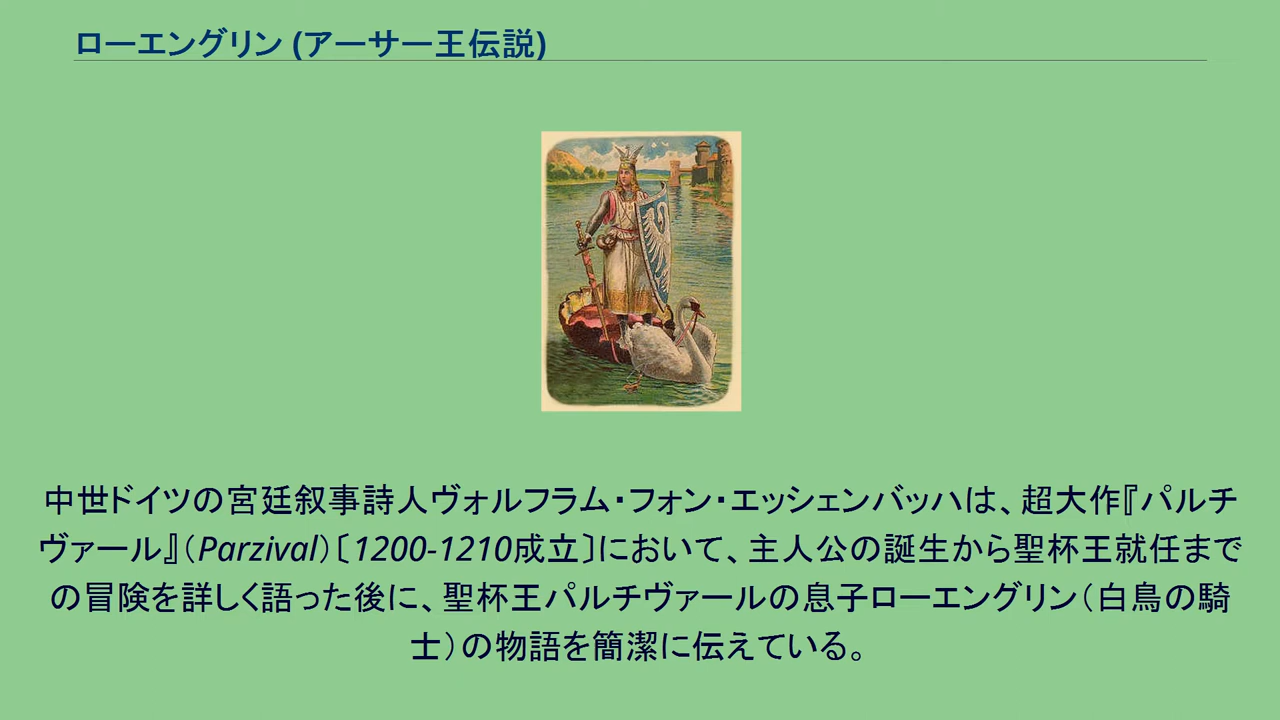 ローエングリン (アーサー王伝説)
中世ドイツの宮廷叙事詩人ヴォルフラム・フォン・エッシェンバッハは、超大作『パルチ
ヴァール』（Parzival）〔1200-1210成立〕において、主人公の誕生から聖杯王就任まで
の冒険を詳しく語った後に、聖杯王パルチヴァールの息子ローエングリン（白鳥の騎
士）の物語を簡潔に伝えている。